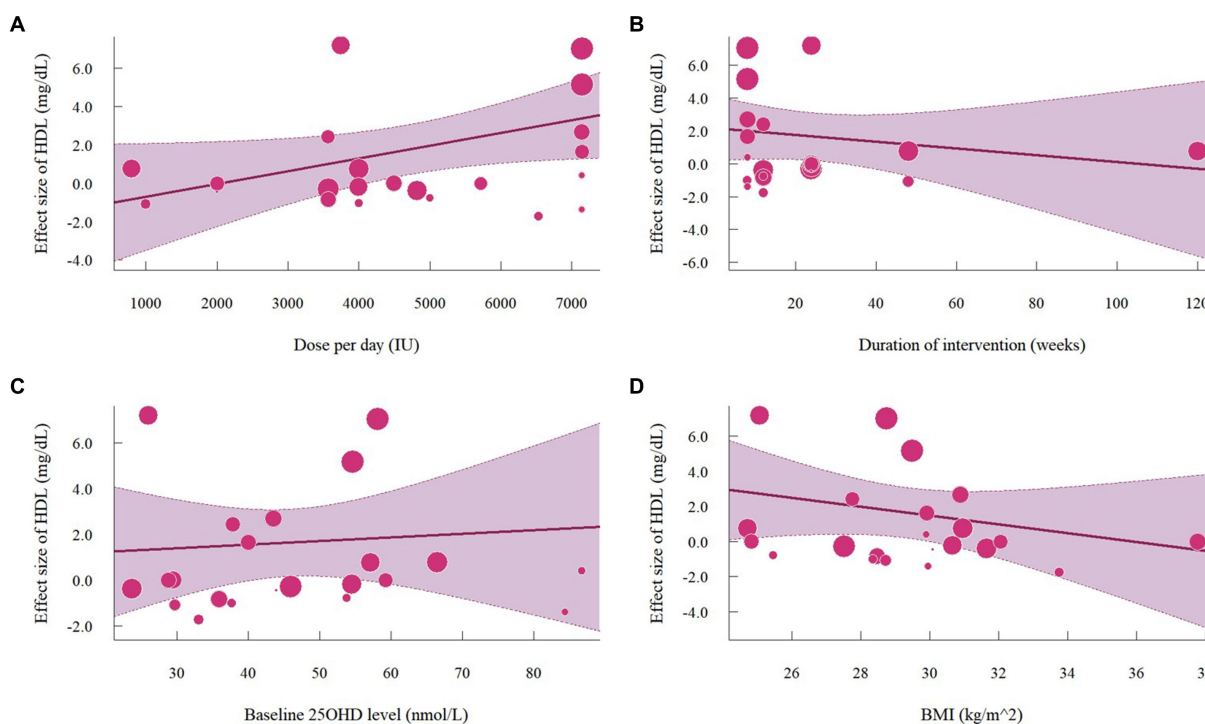 A
Effect size of HDL (mg/dL)
6.0
4.0
2.0
0.0
-2.0
-4.0
1000 2000 3000 4000 5000 6000 7000
Dose per day (IU)
B
Effect size of HDL (mg/dL)
6.0
4.0
2.0
0.0
-2.0
-4.0
-6.0
20 40 60 80 100 120
Duration of intervention (weeks)
C
Effect size of HDL (mg/dL)
6.0
4.0
2.0
0.0
-2.0
30 40 50 60 70 80
Baseline 25OHD level (nmol/L)
D
Effect size of HDL (mg/dL)
6.0
4.0
2.0
0.0
-2.0
-4.0
26 28 30 32 34 36
BMI (kg/m^2)